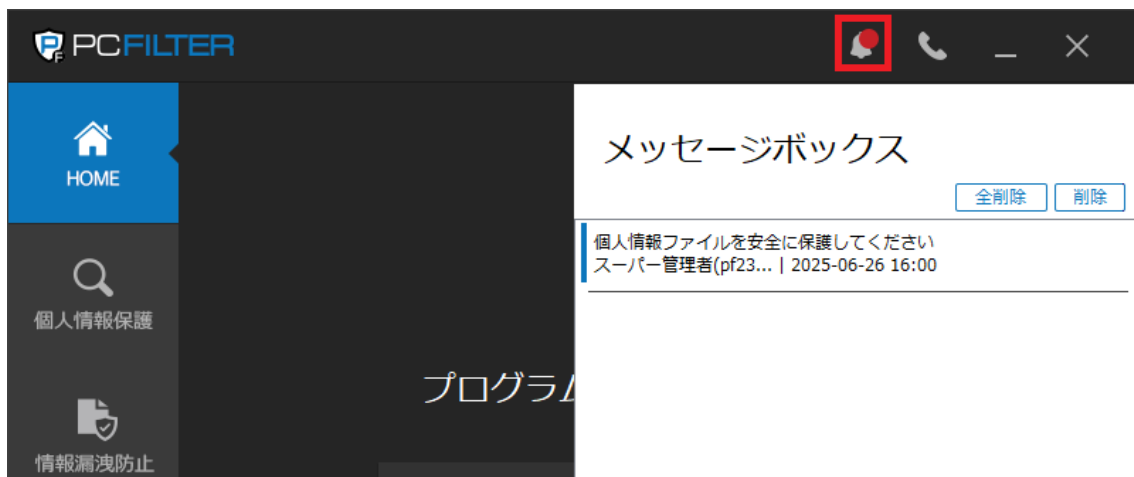 PCFILTER
HOME
個人情報保護
情報漏洩防止
プログラム
メッセージボックス
全削除 削除
個人情報ファイルを安全に保護してください
スーパー管理者(pf23... | 2025-06-26 16:00